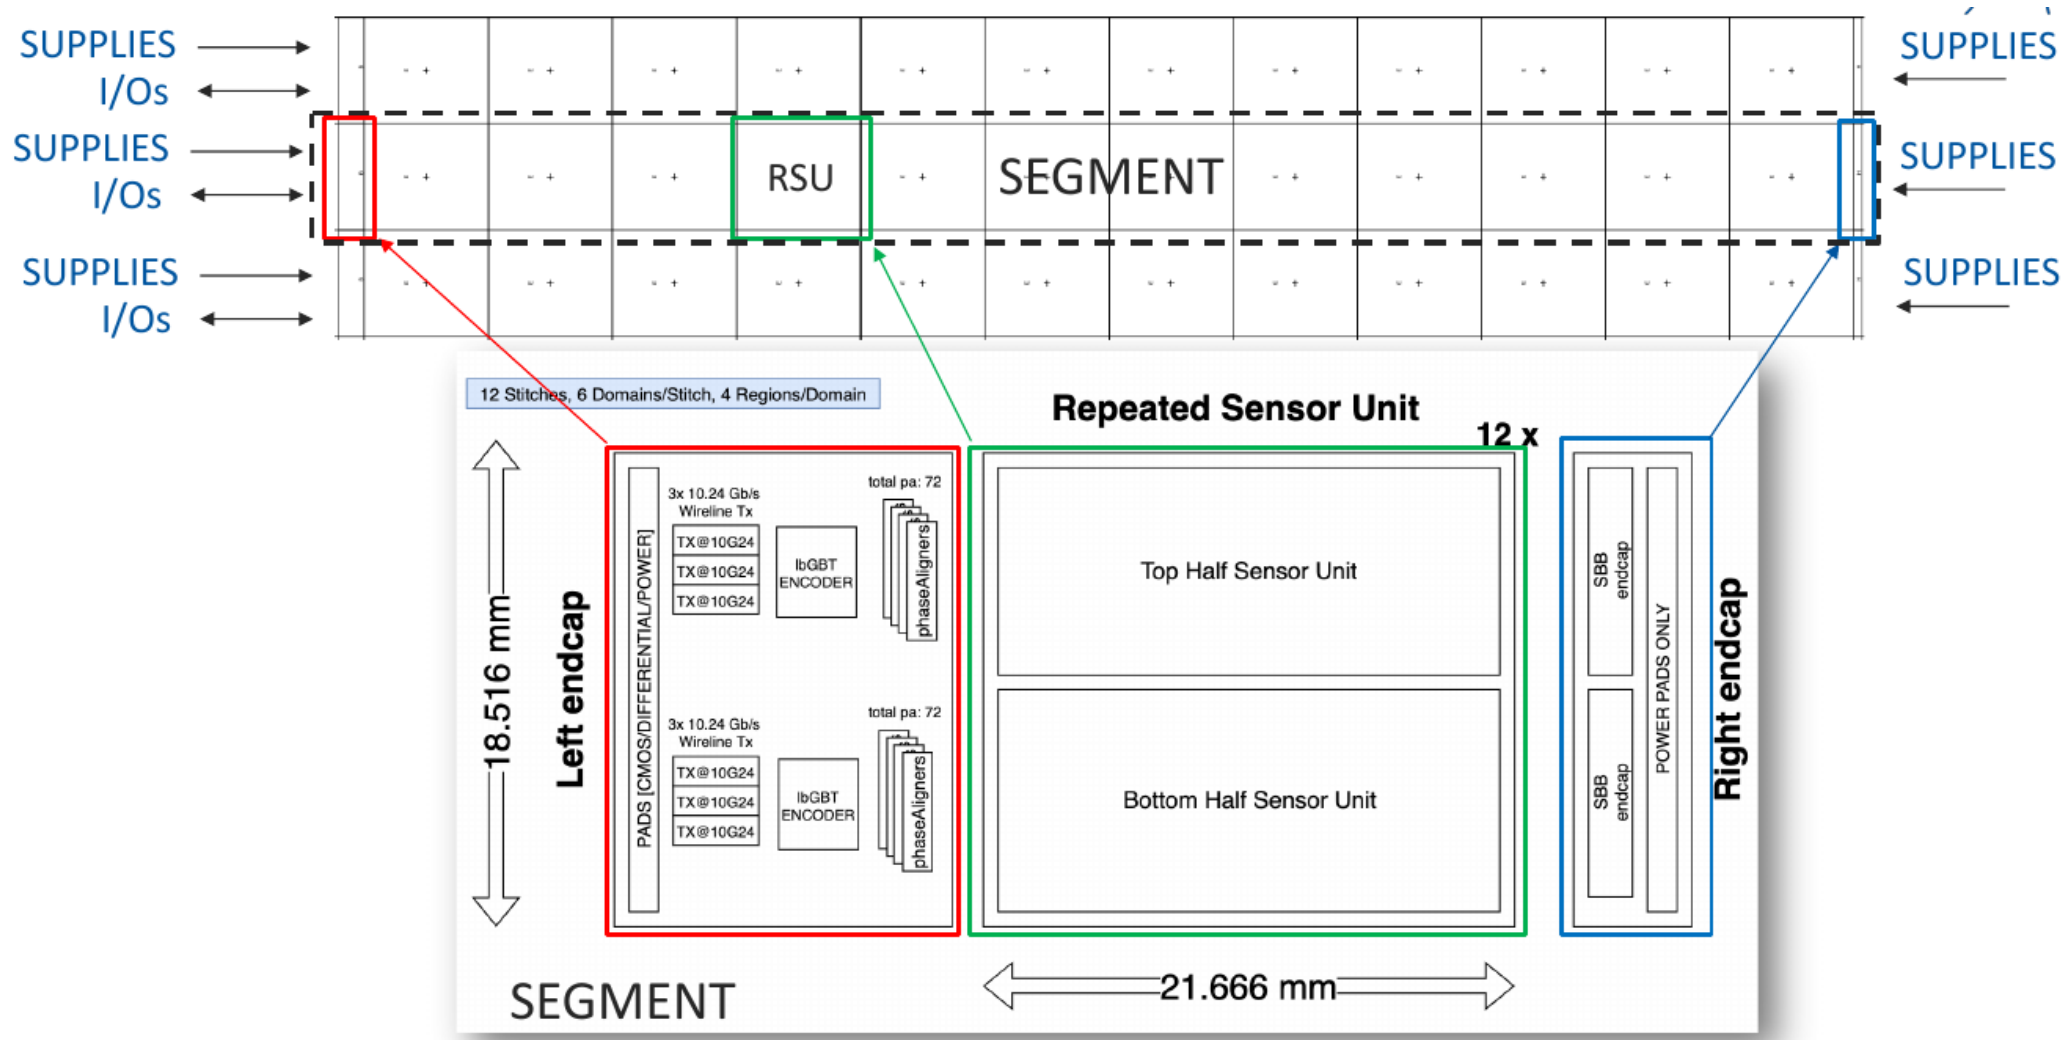 SUPPLIES
I/Os
SUPPLIES
I/Os
SUPPLIES
I/Os
RSU
SEGMENT
SUPPLIES
SUPPLIES
SUPPLIES
12 Stitches, 6 Domains/Stitch, 4 Regions/Domain
Repeated Sensor Unit
12 x
18.516 mm
Left endcap
PADS [CMOS/DIFFERENTIAL/POWER]
3x 10.24 Gb/s
Wireline Tx
TX@10G24
TX@10G24
TX@10G24
lbGBT
ENCODER
total pa: 72
phaseAligners
3x 10.24 Gb/s
Wireline Tx
TX@10G24
TX@10G24
TX@10G24
lbGBT
ENCODER
total pa: 72
phaseAligners
Top Half Sensor Unit
Bottom Half Sensor Unit
SBB
endcap
SBB
endcap
POWER PADS ONLY
Right endcap
21.666 mm
SEGMENT